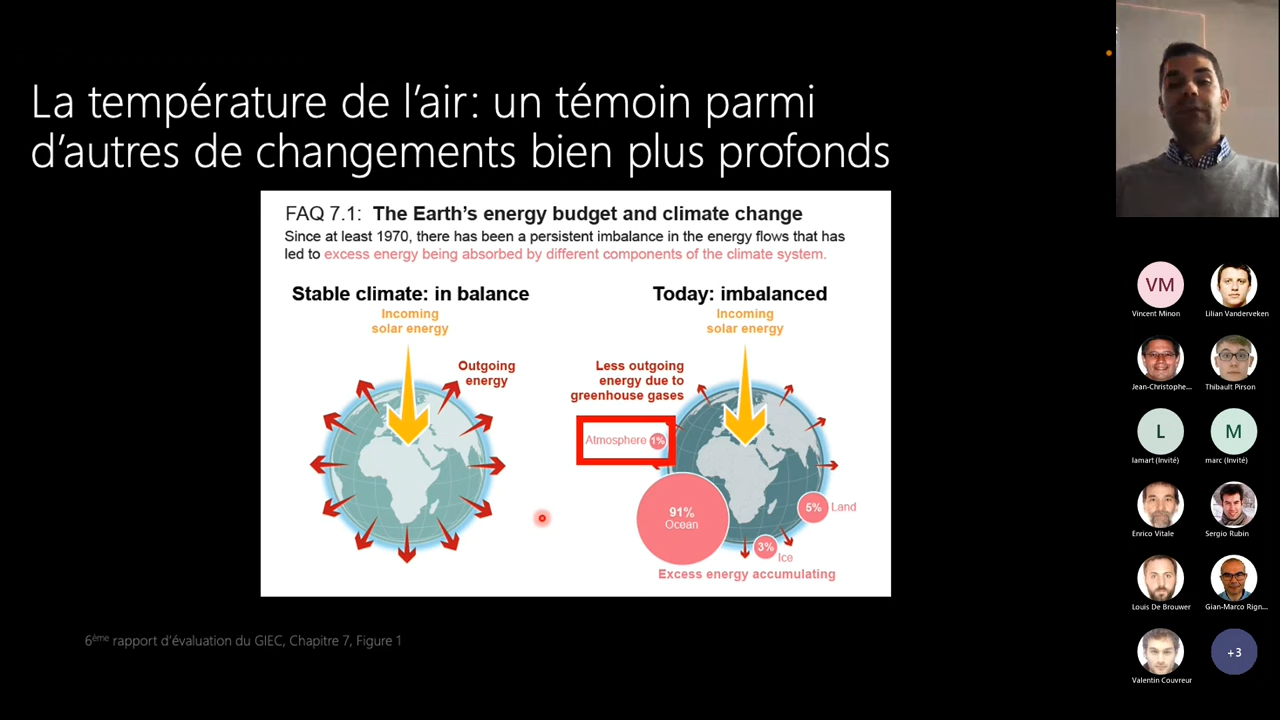 La température de l’air: un témoin parmi
d’autres de changements bien plus profonds
FAQ 7.1: The Earth’s energy budget and climate change
Since at least 1970, there has been a persistent imbalance in the energy flows that has
led to excess energy being absorbed by different components of the climate system.
Stable climate: in balance
Incoming
solar energy
Outgoing
energy
Today: imbalanced
Incoming
solar energy
Less outgoing
energy due to
greenhouse gases
Atmosphere 1%
91%
Ocean
5% Land
3% Ice
Excess energy accumulating
6ème rapport d’évaluation du GIEC, Chapitre 7, Figure 1
VM
Vincent Minon
Lilian Vanderveken
Jean-Christophe...
Thibault Pirson
L
lamart (Invité)
M
marc (Invité)
Enrico Vitale
Sergio Rubin
Louis De Brouwer
Gian-Marco Rign...
Valentin Couvreur
+3